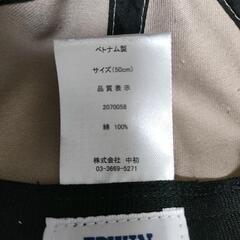 ベトナム製
サイズ(50cm)
品質表示
2070058
綿 100%
株式会社 中初
03-3669-5271
EDWIN